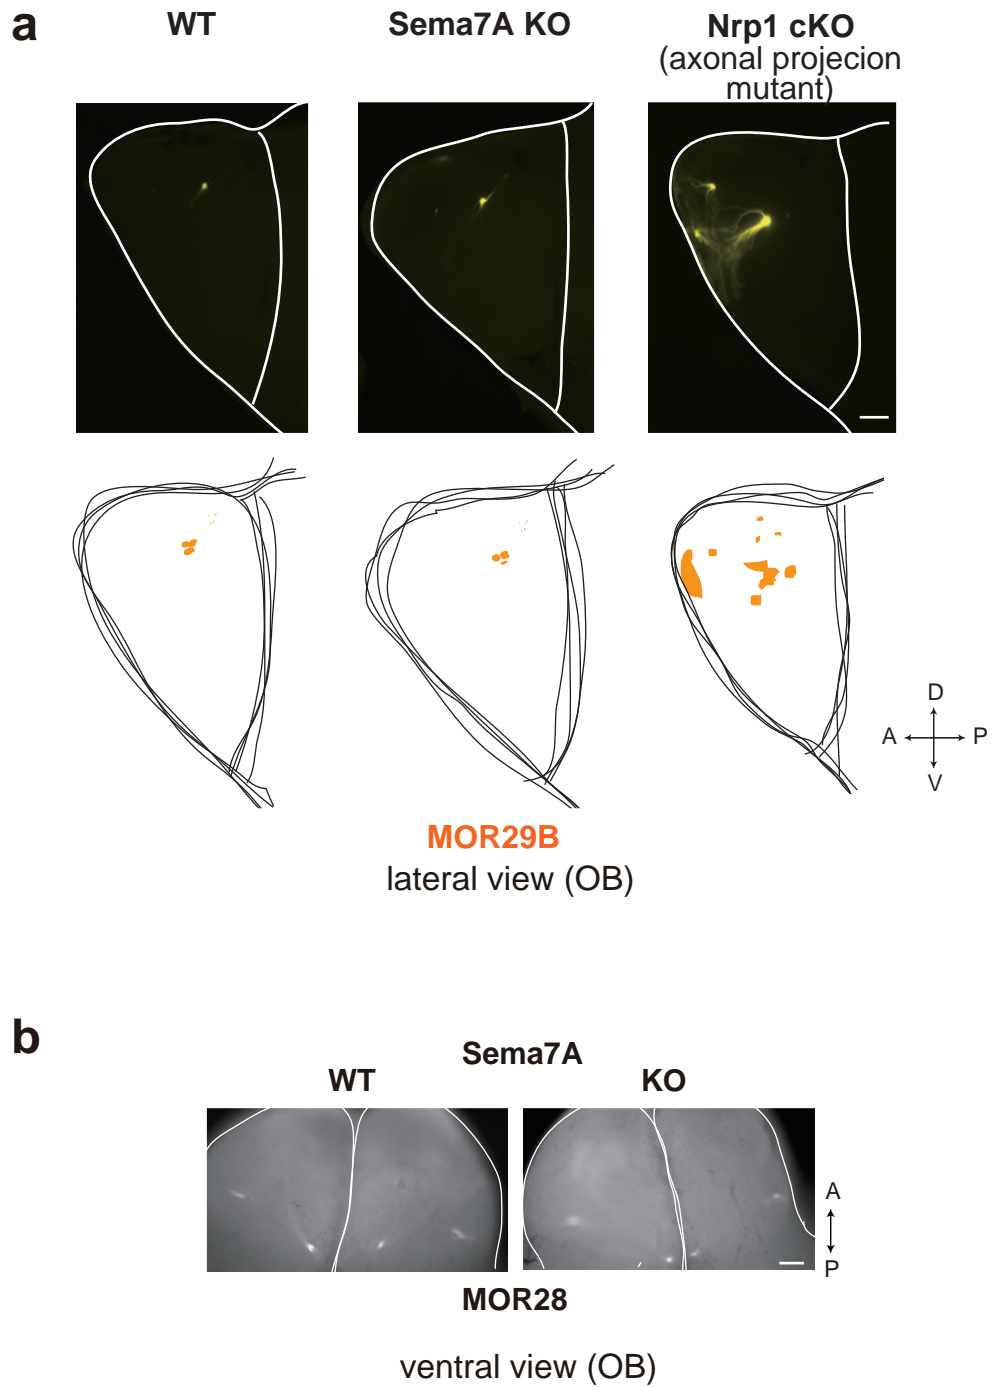 a
WT
Sema7A KO
Nrp1 cKO
(axonal projecion
mutant)
D
A
P
V
MOR29B
lateral view (OB)
b
Sema7A
WT
KO
A
P
MOR28
ventral view (OB)